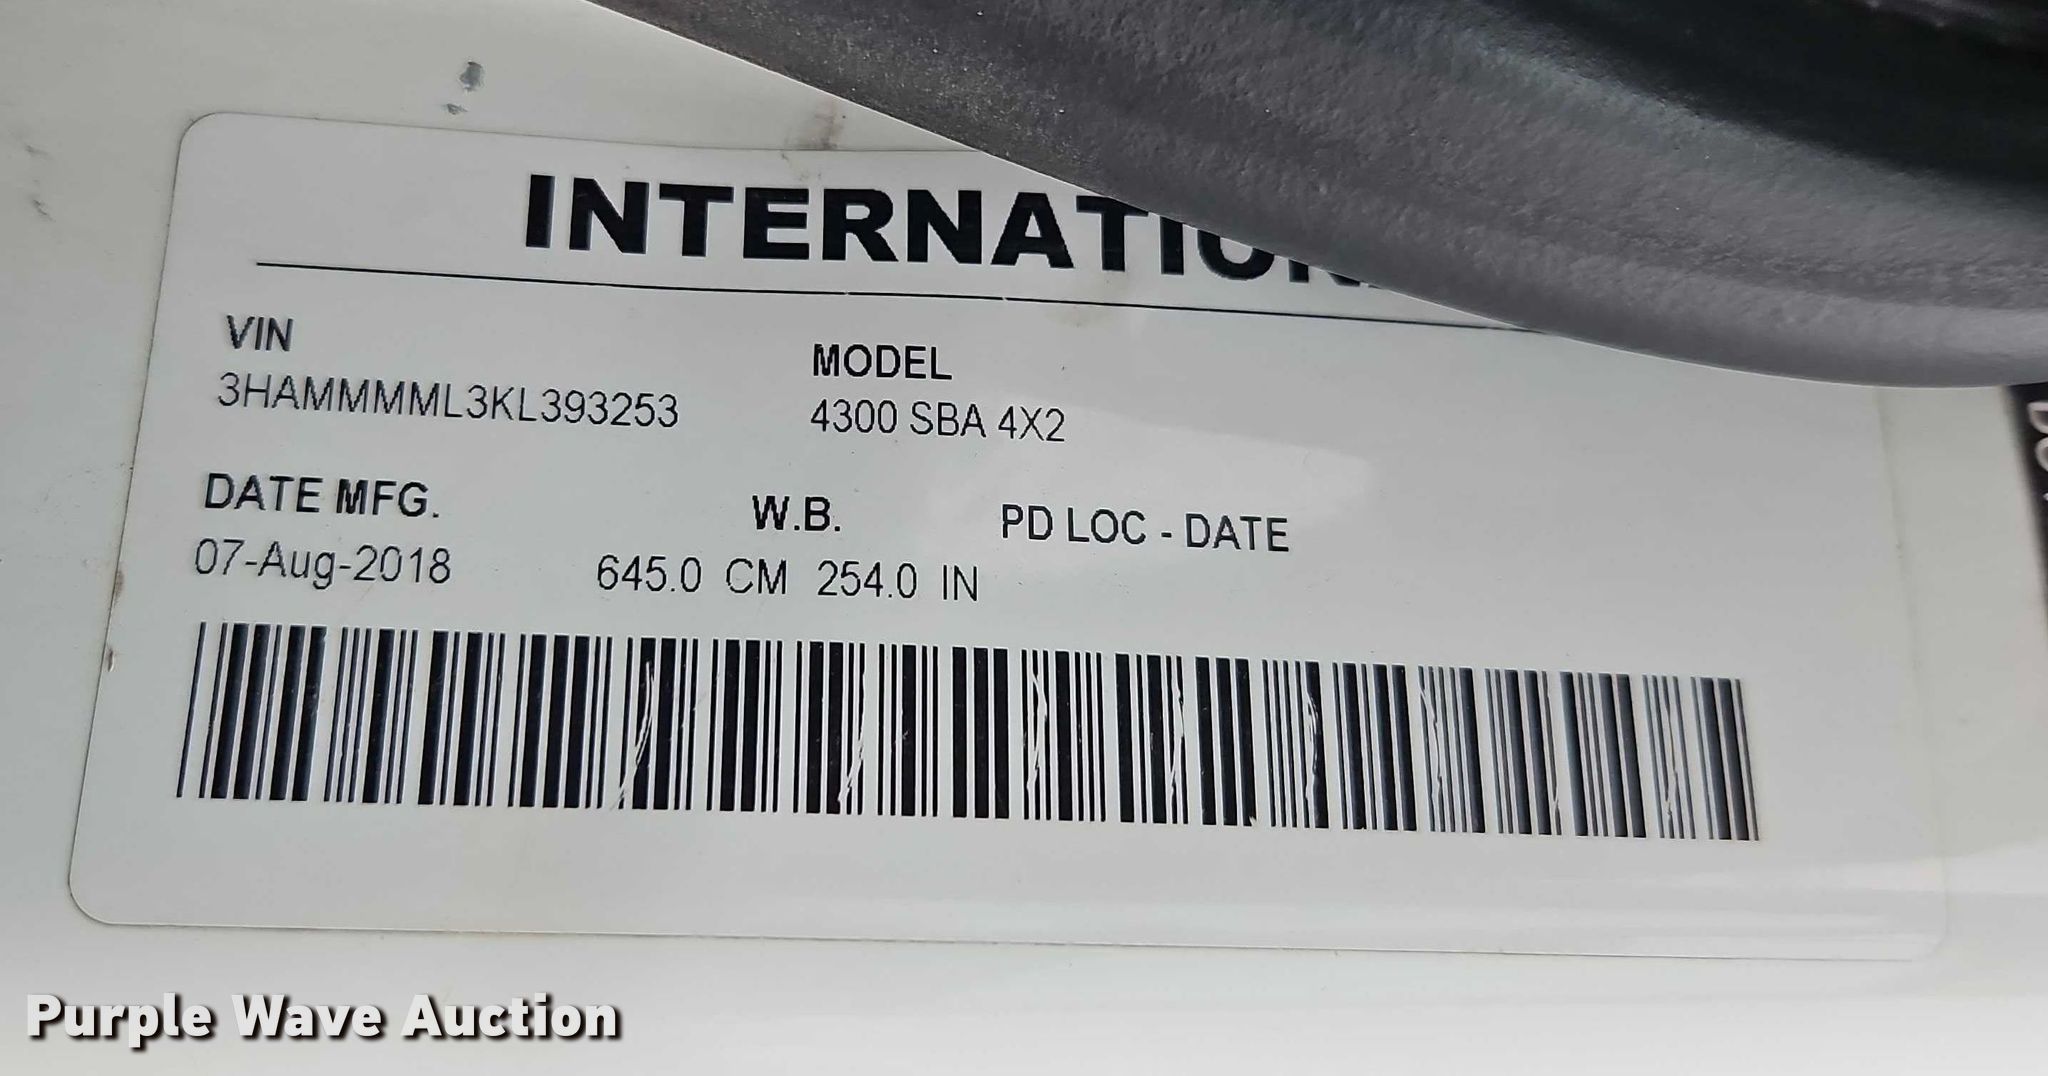 INTERNATION
VIN
3HAMMMML3KL393253
MODEL
4300 SBA 4X2
DATE MFG.
07-Aug-2018
W.B.
645.0 CM 254.0 IN
PD LOC - DATE
Purple Wave Auction